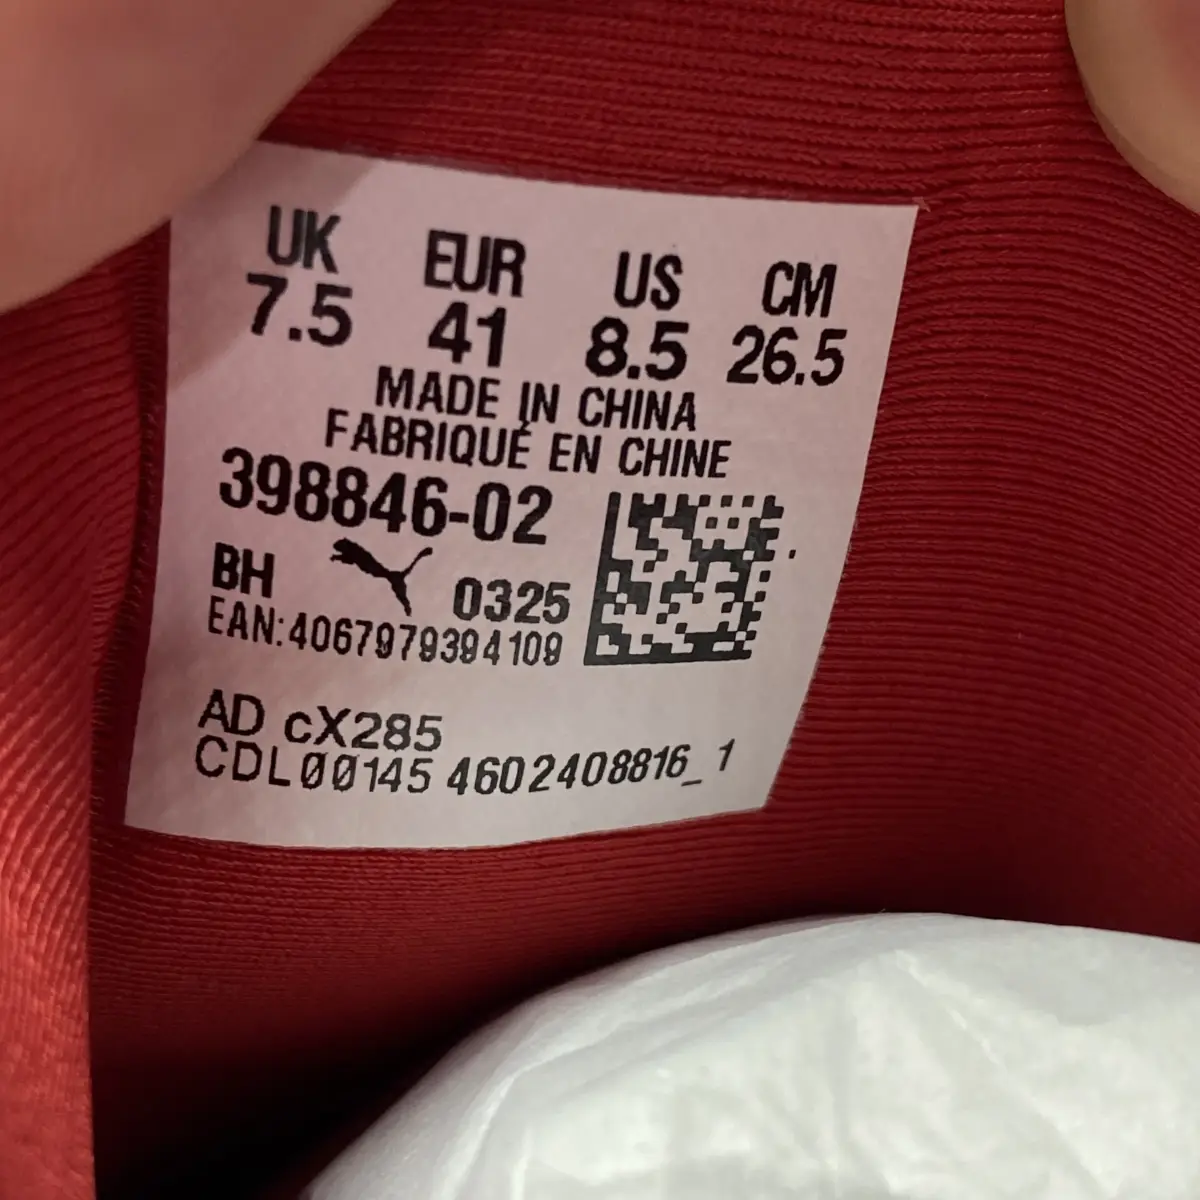 UK EUR US CM
7.5 41 8.5 26.5
MADE IN CHINA
FABRIQUÉ EN CHINE
398846-02
BH 0325
EAN:4067979394109
AD cX285
CDL00145 4602408816_1